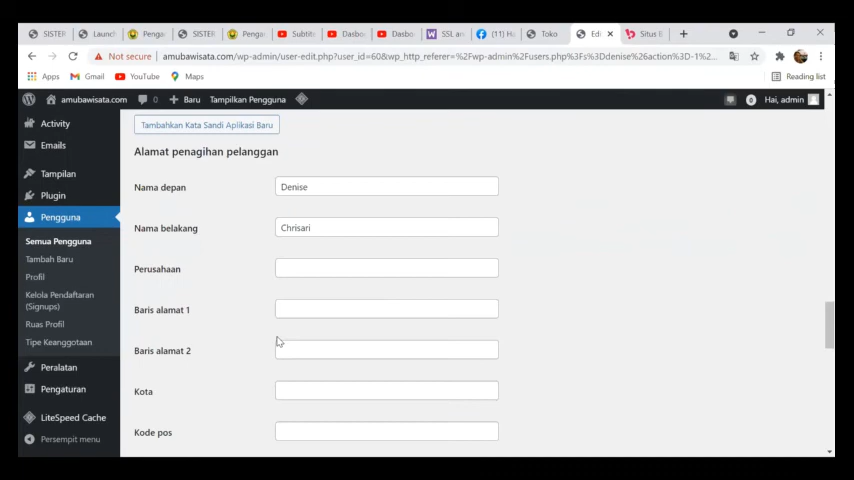 SISTER
Launch
Penga
SISTER
Penga
Subtitl
Dasbo
Dasbo
SSL an
(11) Ha
Toko
Edi
Situs B
Not secure
amubawisata.com/wp-admin/user-edit.php?user_id=60&wp_http_referer=%2Fwp-admin%2Fusers.php%3Fs%3Ddenise%26action%3D-1%2...
Apps
Gmail
YouTube
Maps
Reading list
amubawisata.com
0
Baru
Tampilkan Pengguna
0
Hai, admin
Activity
Emails
Tampilan
Plugin
Pengguna
Semua Pengguna
Tambah Baru
Profil
Kelola Pendaftaran
(Signups)
Ruas Profil
Tipe Keanggotaan
Peralatan
Pengaturan
LiteSpeed Cache
Persempit menu
Tambahkan Kata Sandi Aplikasi Baru
Alamat penagihan pelanggan
Nama depan
Denise
Nama belakang
Chrisari
Perusahaan
Baris alamat 1
Baris alamat 2
Kota
Kode pos